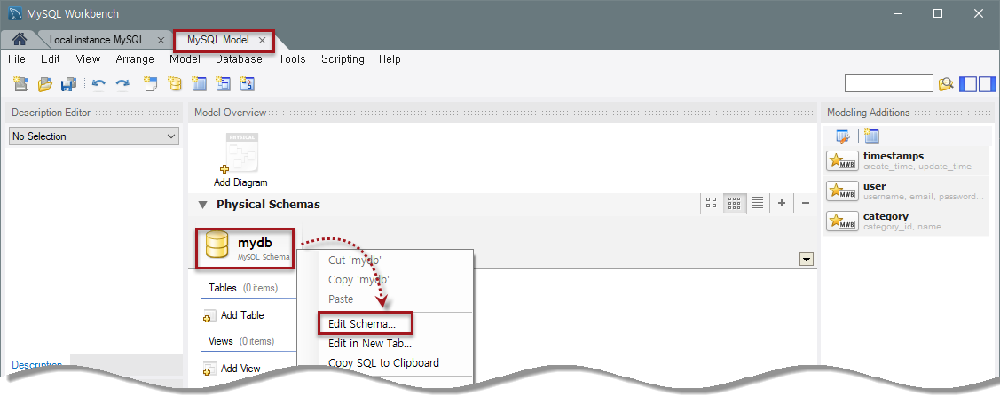 MySQL Workbench
Local instance MySQL
MySQL Model
File Edit View Arrange Model Database Tools Scripting Help
Description Editor
No Selection
Description
Model Overview
PHYSICAL
Add Diagram
Physical Schemas
mydb
MySQL Schema
Tables (0 items)
Add Table
Views (0 items)
Add View
Cut 'mydb'
Copy 'mydb'
Paste
Edit Schema...
Edit in New Tab...
Copy SQL to Clipboard
Modeling Additions
MWB
timestamps
create_time, update_time
MWB
user
username, email, password...
MWB
category
category_id, name